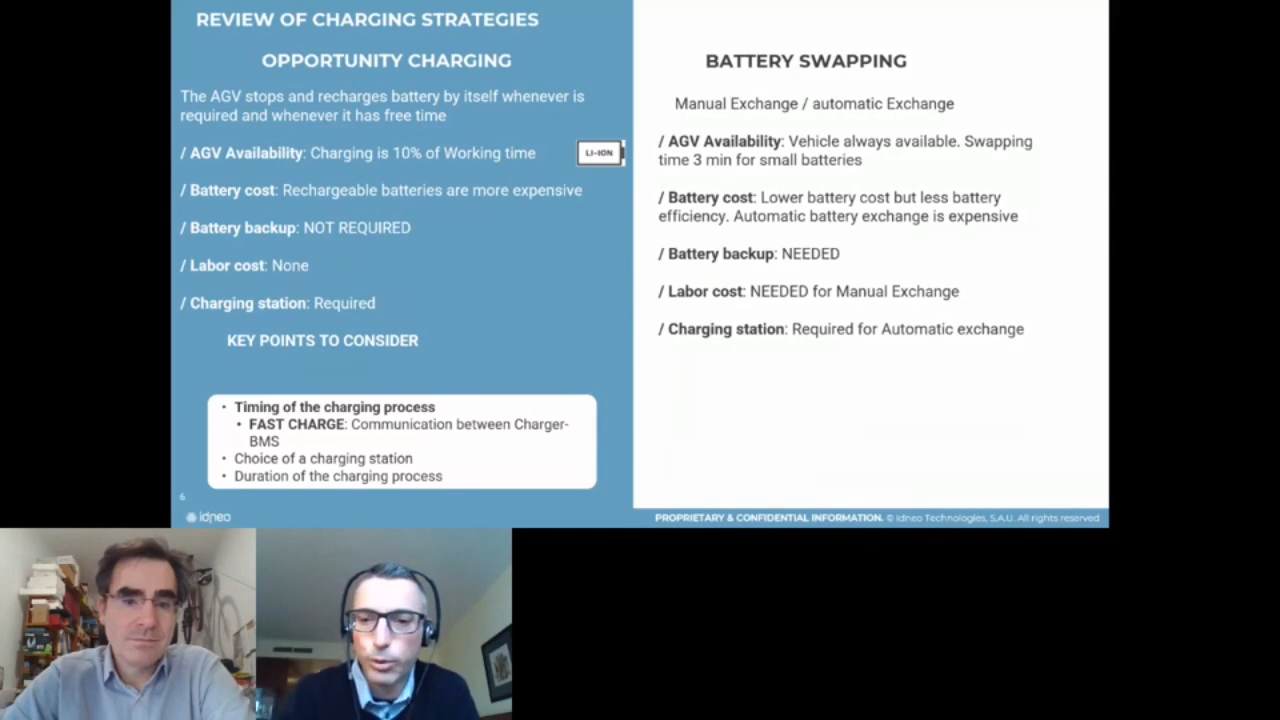 REVIEW OF CHARGING STRATEGIES
OPPORTUNITY CHARGING
The AGV stops and recharges battery by itself whenever is
required and whenever it has free time
/ AGV Availability: Charging is 10% of Working time
LI-ION
/ Battery cost: Rechargeable batteries are more expensive
/ Battery backup: NOT REQUIRED
/ Labor cost: None
/ Charging station: Required
KEY POINTS TO CONSIDER
• Timing of the charging process
• FAST CHARGE: Communication between Charger-
BMS
• Choice of a charging station
• Duration of the charging process
6
idneo
BATTERY SWAPPING
Manual Exchange / automatic Exchange
/ AGV Availability: Vehicle always available. Swapping
time 3 min for small batteries
/ Battery cost: Lower battery cost but less battery
efficiency. Automatic battery exchange is expensive
/ Battery backup: NEEDED
/ Labor cost: NEEDED for Manual Exchange
/ Charging station: Required for Automatic exchange
PROPRIETARY & CONFIDENTIAL INFORMATION. © Idneo Technologies, S.A.U. All rights reserved